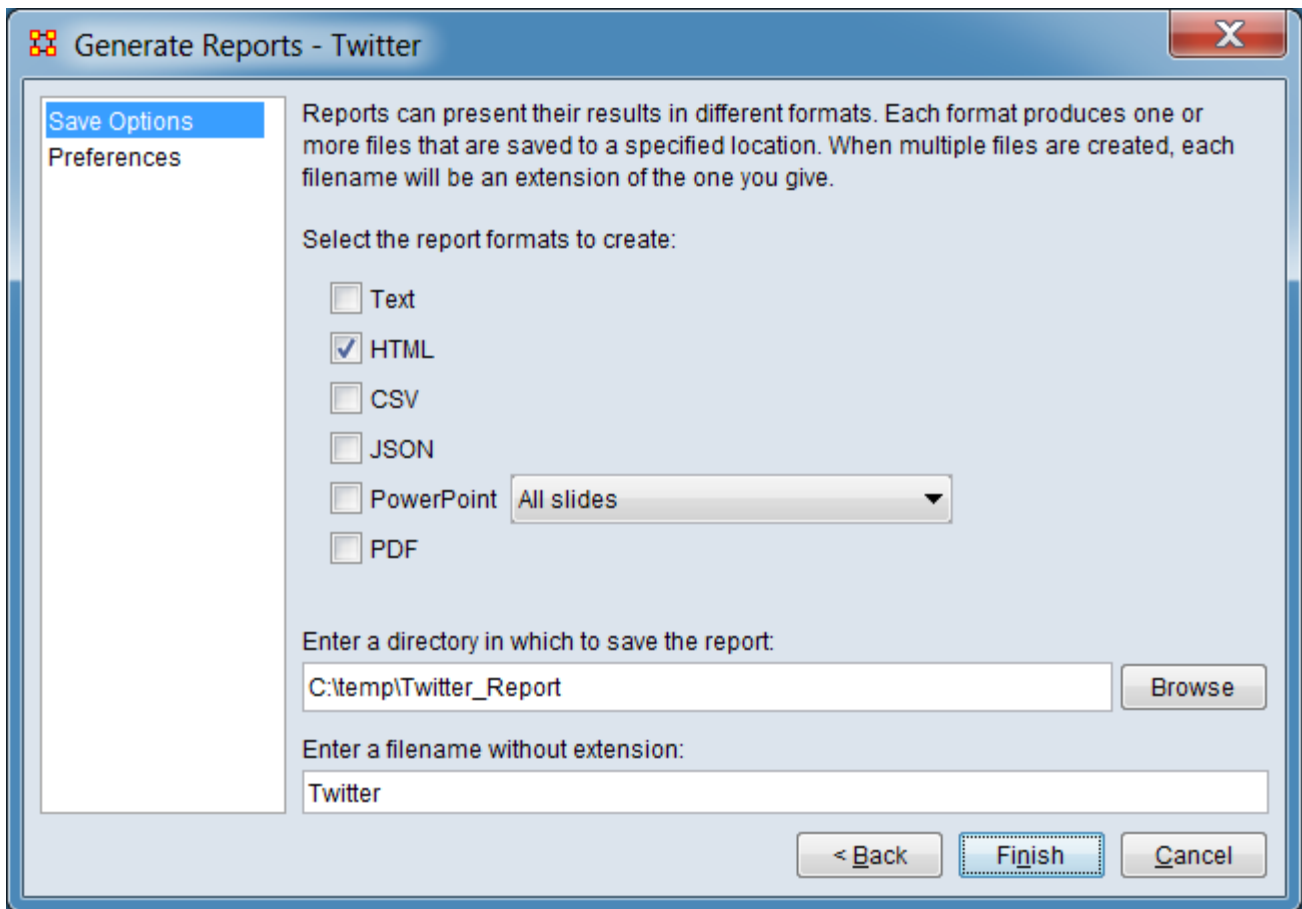 Generate Reports - Twitter
X
Save Options
Preferences
Reports can present their results in different formats. Each format produces one or
more files that are saved to a specified location. When multiple files are created, each
filename will be an extension of the one you give.
Select the report formats to create:
Text
HTML
CSV
JSON
PowerPoint All slides
PDF
Enter a directory in which to save the report:
C:\temp\Twitter_Report Browse
Enter a filename without extension:
Twitter
< Back Finish Cancel